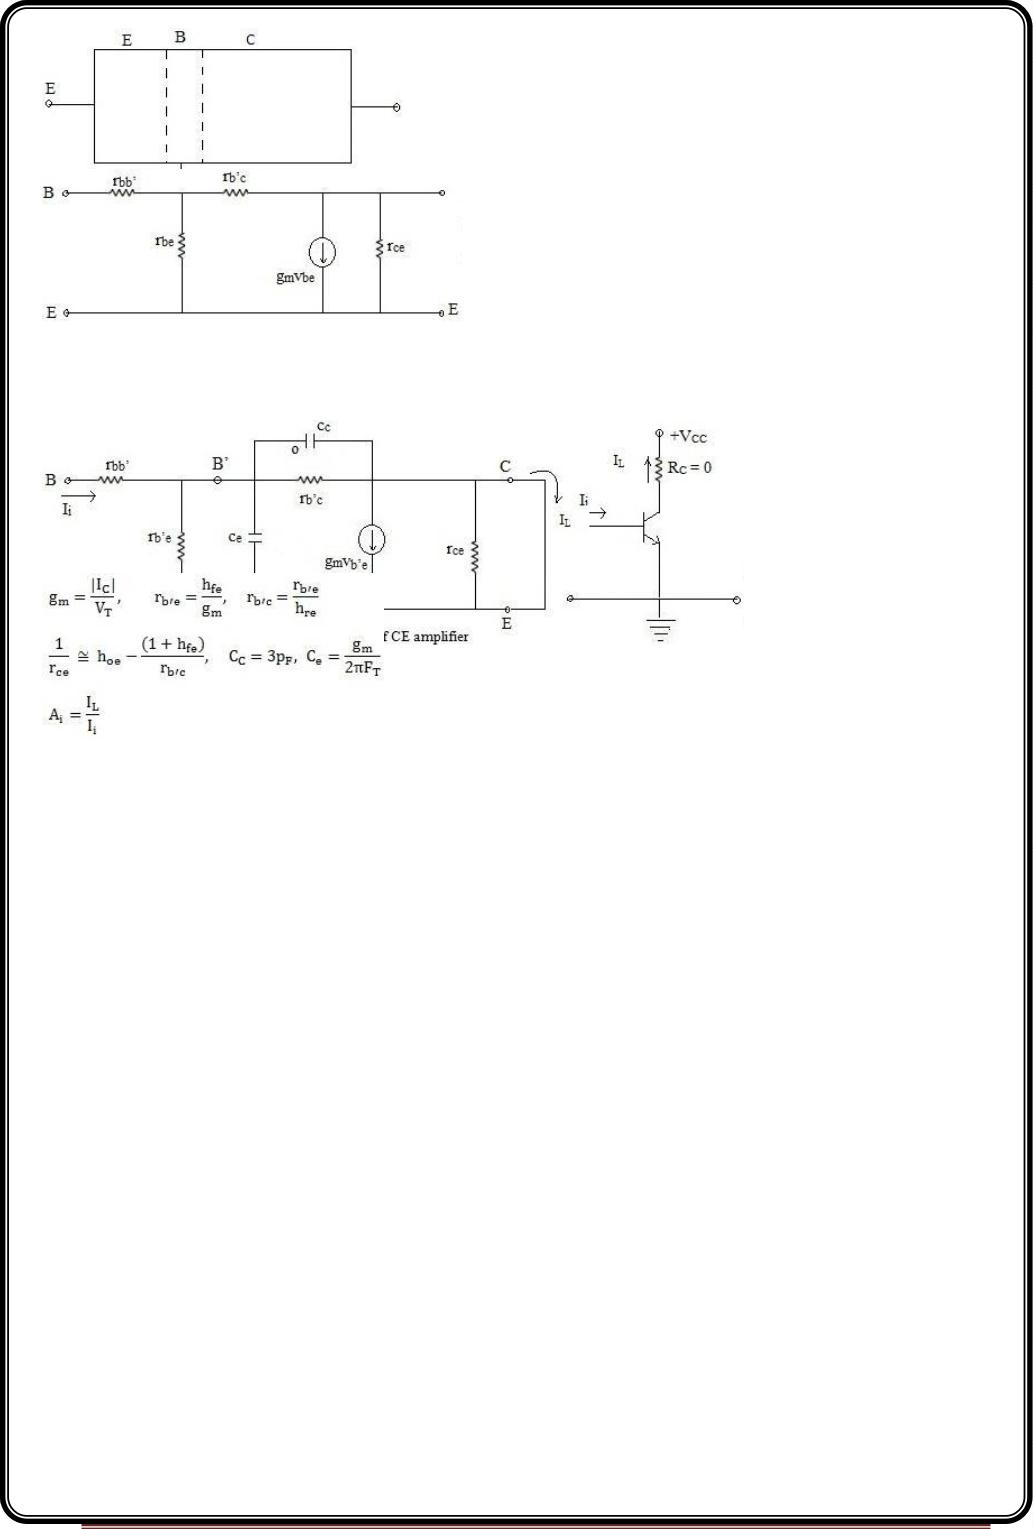 E B C
E
rbb' rb'c
B
rbe
rce
gmVbe
E E
Cc
+VCC
o
rbb' B' C IL RC = 0
B
rb'c Ii
Ii IL
rb'e Ce
rce
gmVb'e
gm = |IC|/VT, rb′e = hfe/gm, rb′c = rb′e/hre
E
f CE amplifier
1/rce ≅ hoe − (1 + hfe)/rb′c, CC = 3pF, Ce = gm/2πFT
Ai = IL/Ii